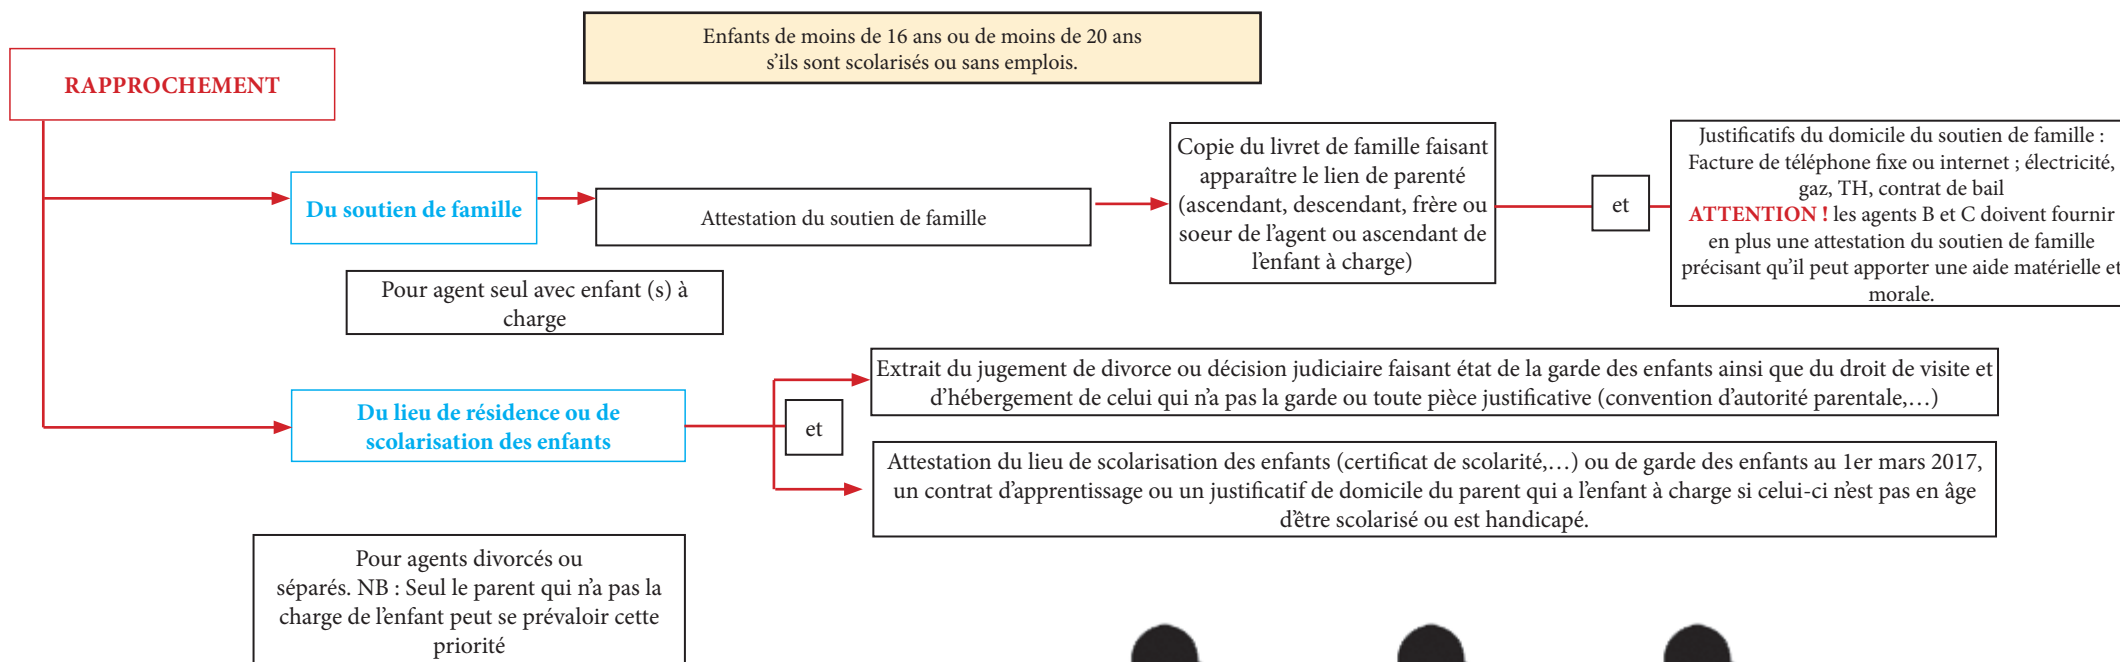 Enfants de moins de 16 ans ou de moins de 20 ans
s'ils sont scolarisés ou sans emplois.
RAPPROCHEMENT
Du soutien de famille
Attestation du soutien de famille
Copie du livret de famille faisant
apparaître le lien de parenté
(ascendant, descendant, frère ou
soeur de l'agent ou ascendant de
l'enfant à charge)
et
Justificatifs du domicile du soutien de famille :
Facture de téléphone fixe ou internet ; électricité,
gaz, TH, contrat de bail
ATTENTION ! les agents B et C doivent fournir
en plus une attestation du soutien de famille
précisant qu'il peut apporter une aide matérielle et
morale.
Pour agent seul avec enfant (s) à
charge
Du lieu de résidence ou de
scolarisation des enfants
et
Extrait du jugement de divorce ou décision judiciaire faisant état de la garde des enfants ainsi que du droit de visite et
d'hébergement de celui qui n'a pas la garde ou toute pièce justificative (convention d'autorité parentale,…)
Attestation du lieu de scolarisation des enfants (certificat de scolarité,…) ou de garde des enfants au 1er mars 2017,
un contrat d'apprentissage ou un justificatif de domicile du parent qui a l'enfant à charge si celui-ci n'est pas en âge
d'être scolarisé ou est handicapé.
Pour agents divorcés ou
séparés. NB : Seul le parent qui n'a pas la
charge de l'enfant peut se prévaloir cette
priorité